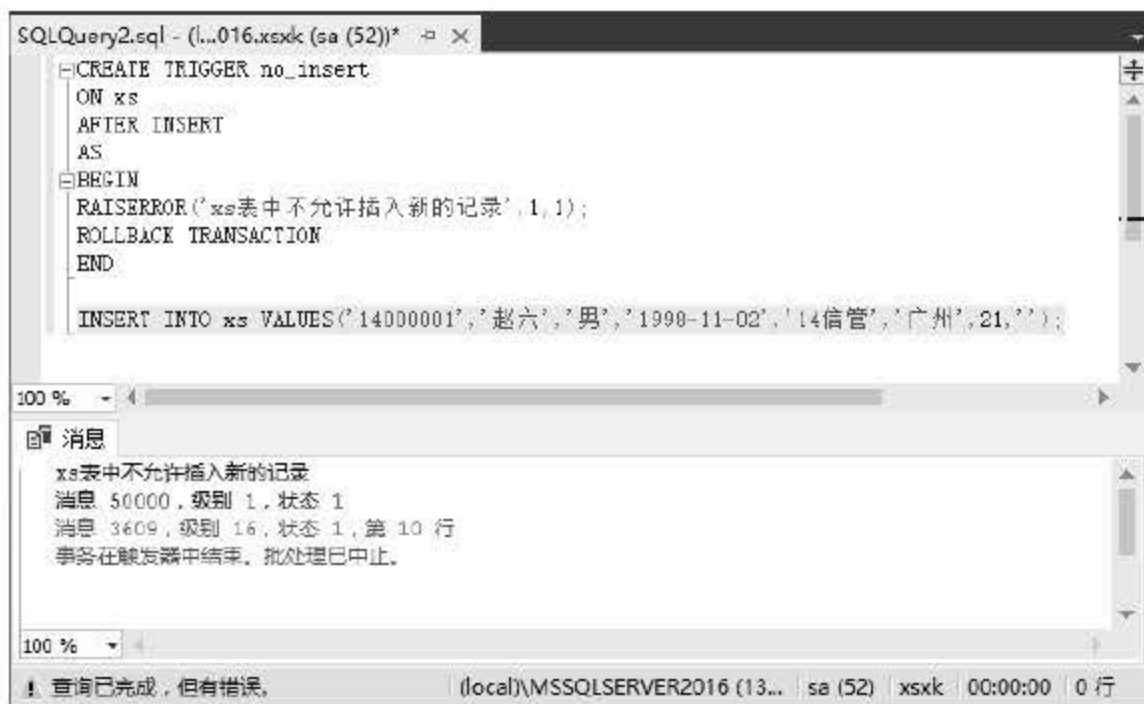 SQLQuery2.sql - (l...016.xsxk (sa (52))*
CREATE TRIGGER no_insert
ON xs
AFTER INSERT
AS
BEGIN
RAISERROR('xs表中不允许插入新的记录',1,1);
ROLLBACK TRANSACTION
END
INSERT INTO xs VALUES('14000001','赵六','男','1998-11-02','14信管','广州',21,'');
100 %
消息
xs表中不允许插入新的记录
消息 50000，级别 1，状态 1
消息 3609，级别 16，状态 1，第 10 行
事务在触发器中结束。批处理已中止。
100 %
查询已完成，但有错误。 (local)\MSSQLSERVER2016 (13... sa (52) xsxk 00:00:00 0 行